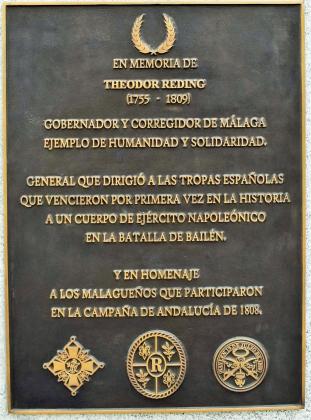 EN MEMORIA DE
THEODOR REDING
(1755 - 1809)
GOBERNADOR Y CORREGIDOR DE MÁLAGA
EJEMPLO DE HUMANIDAD Y SOLIDARIDAD.
GENERAL QUE DIRIGIÓ A LAS TROPAS ESPAÑOLAS
QUE VENCIERON POR PRIMERA VEZ EN LA HISTORIA
A UN CUERPO DE EJÉRCITO NAPOLEÓNICO
EN LA BATALLA DE BAILÉN.
Y EN HOMENAJE
A LOS MALAGUEÑOS QUE PARTICIPARON
EN LA CAMPAÑA DE ANDALUCÍA DE 1808.
R